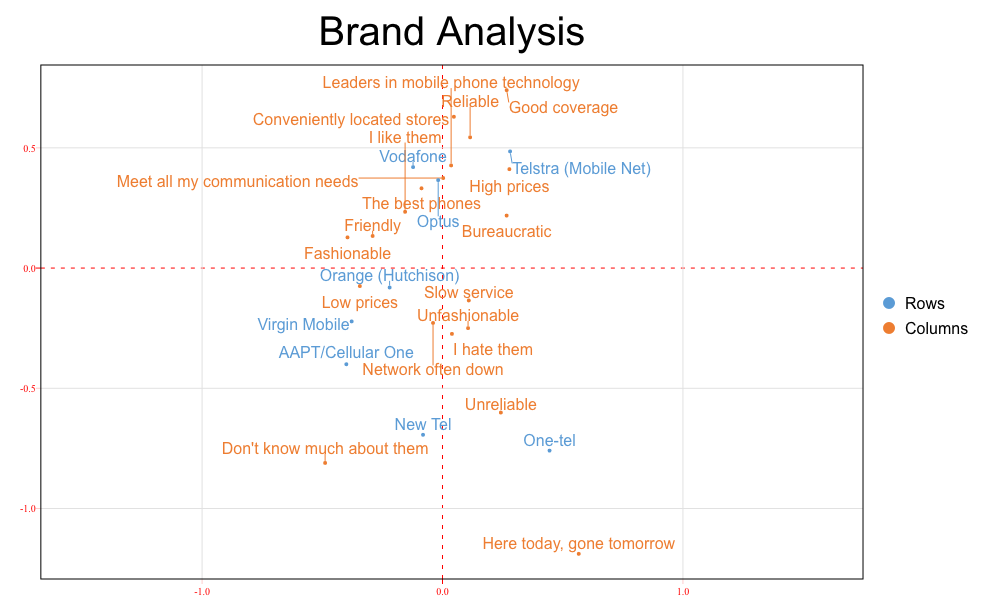 Brand Analysis
Leaders in mobile phone technology
Reliable
Good coverage
Conveniently located stores
I like them
Vodafone
0.5
Telstra (Mobile Net)
Meet all my communication needs
High prices
The best phones
Optus
Friendly
Bureaucratic
Fashionable
0.0
Orange (Hutchison)
Slow service
Low prices
Rows
Unfashionable
Virgin Mobile
Columns
I hate them
AAPT/Cellular One
Network often down
-0.5
Unreliable
New Tel
One-tel
Don't know much about them
-1.0
Here today, gone tomorrow
-1.0
0.0
1.0